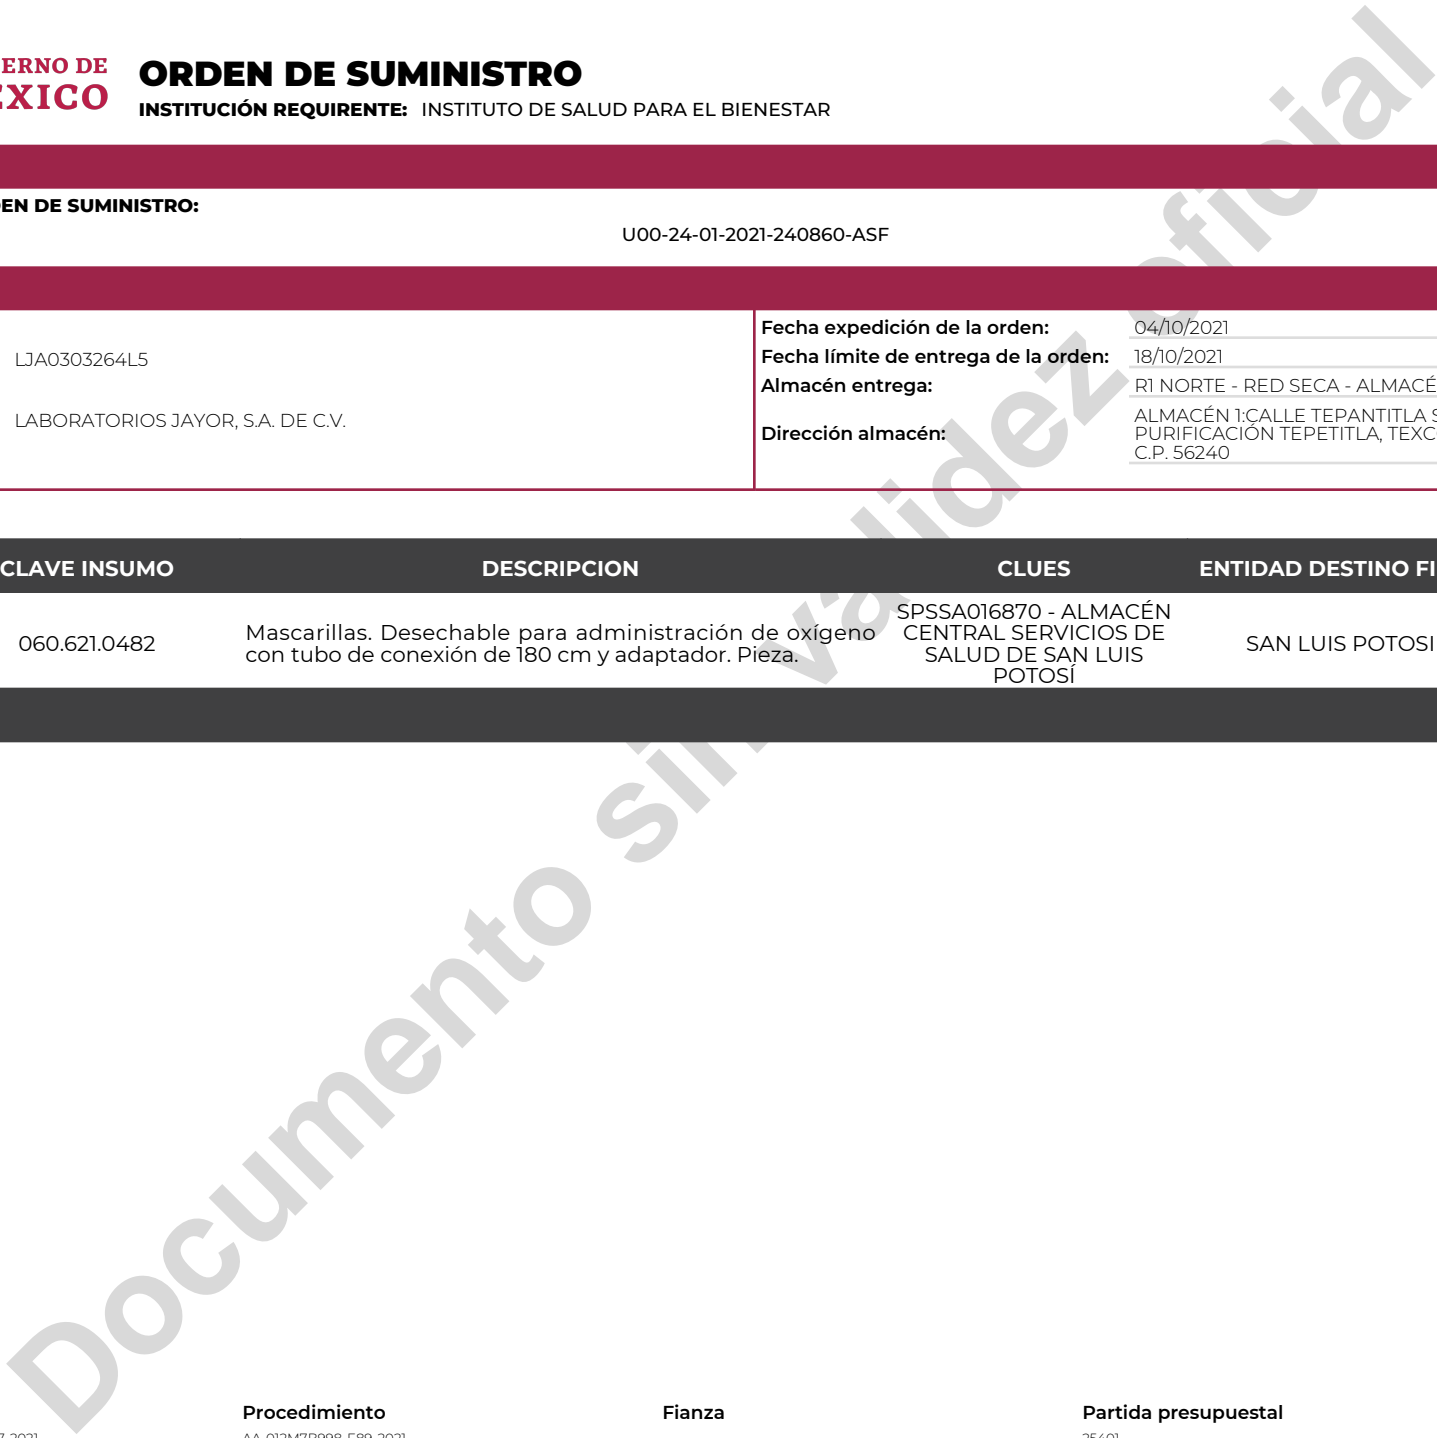 ERNO DE
ÉXICO
ORDEN DE SUMINISTRO
INSTITUCIÓN REQUIRENTE: INSTITUTO DE SALUD PARA EL BIENESTAR
EN DE SUMINISTRO:
U00-24-01-2021-240860-ASF
LJA0303264L5
LABORATORIOS JAYOR, S.A. DE C.V.
Fecha expedición de la orden: 04/10/2021
Fecha límite de entrega de la orden: 18/10/2021
Almacén entrega: R1 NORTE - RED SECA - ALMACÉ
Dirección almacén:
ALMACÉN 1:CALLE TEPANTITLA S
PURIFICACIÓN TEPETITLA, TEXC
C.P. 56240
CLAVE INSUMO DESCRIPCION CLUES ENTIDAD DESTINO FI
060.621.0482
Mascarillas. Desechable para administración de oxígeno
con tubo de conexión de 180 cm y adaptador. Pieza.
SPSSA016870 - ALMACÉN
CENTRAL SERVICIOS DE
SALUD DE SAN LUIS
POTOSÍ
SAN LUIS POTOSI
Documento sin validez oficial
Procedimiento Fianza Partida presupuestal